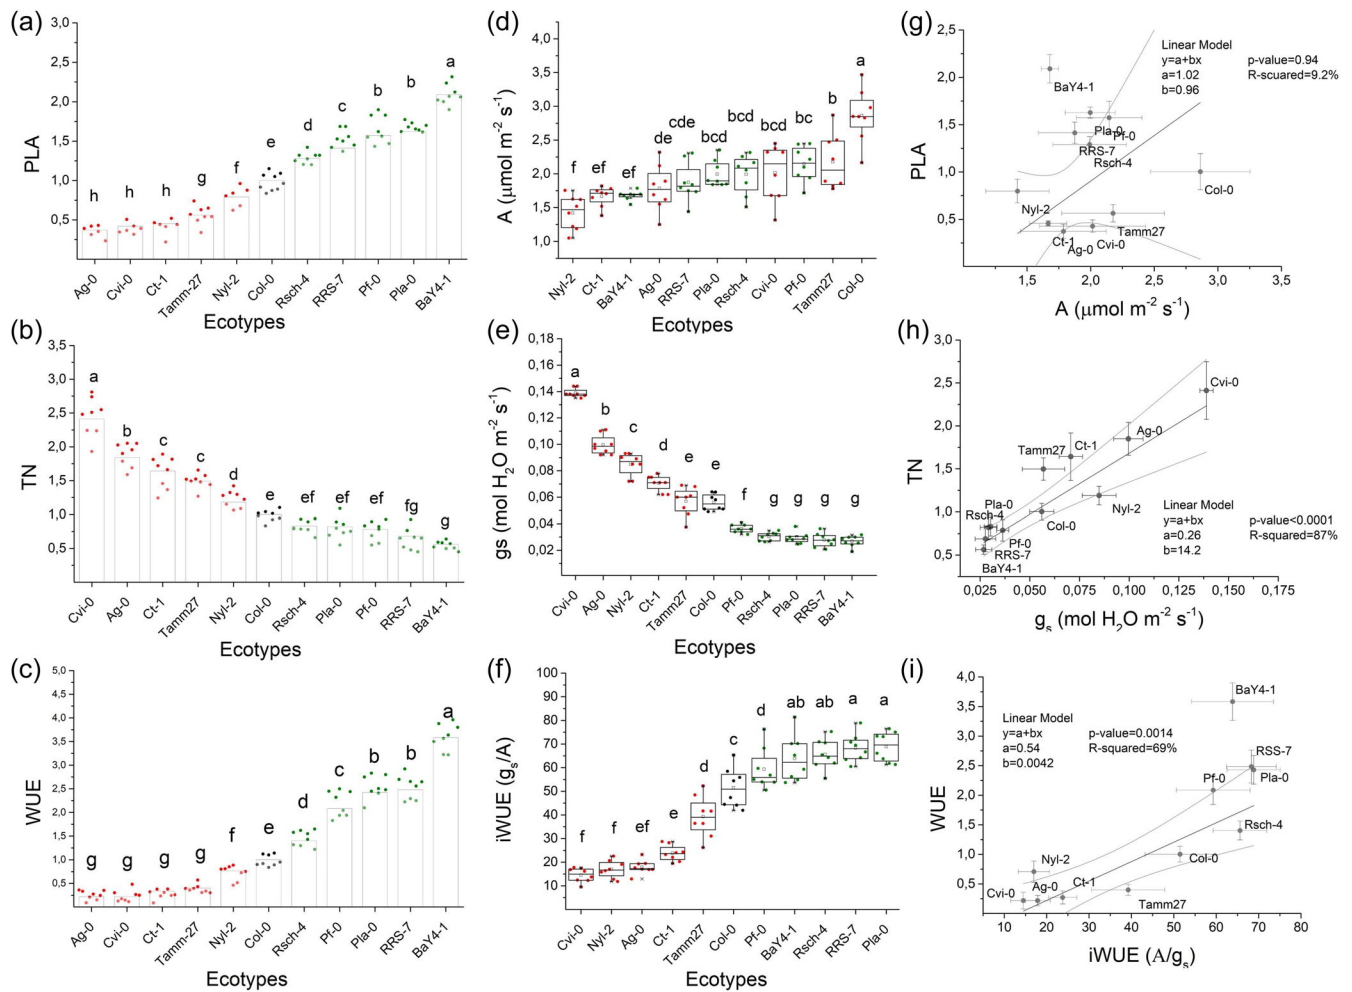 (a)
3,0
2,5
2,0
1,5
1,0
0,5
PLA
h h h g f e d c b b a
Ag-0 Cvi-0 Ct-1 Tamm-27 Nyl-2 Col-0 Rsch-4 RRS-7 Pf-0 Pla-0 BaY4-1
Ecotypes
(b)
3,5
3,0
2,5
2,0
1,5
1,0
0,5
TN
a b c c d e ef ef ef fg g
Cvi-0 Ag-0 Ct-1 Tamm27 Nyl-2 Col-0 Rsch-4 Pla-0 Pf-0 RRS-7 BaY4-1
Ecotypes
(c)
5,0
4,5
4,0
3,5
3,0
2,5
2,0
1,5
1,0
0,5
WUE
g g g g f e d c b b a
Ag-0 Cvi-0 Ct-1 Tamm-27 Nyl-2 Col-0 Rsch-4 Pf-0 Pla-0 RRS-7 BaY4-1
Ecotypes
(d)
4,0
3,5
3,0
2,5
2,0
1,5
1,0
A (μmol m⁻² s⁻¹)
f ef ef de cde bcd bcd bcd bc b a
Nyl-2 Ct-1 BaY4-1 Ag-0 RRS-7 Pla-0 Rsch-4 Cvi-0 Pf-0 Tamm27 Col-0
(e)
0,18
0,16
0,14
0,12
0,10
0,08
0,06
0,04
0,02
gs (mol H₂O m⁻² s⁻¹)
a b c d e e f g g g g
Cvi-0 Ag-0 Nyl-2 Ct-1 Tamm27 Col-0 Pf-0 Rsch-4 Pla-0 RRS-7 BaY4-1
Ecotypes
(f)
100
90
80
70
60
50
40
30
20
10
iWUE (gₛ/A)
f f ef e d c d ab ab a a
Cvi-0 Nyl-2 Ag-0 Ct-1 Tamm27 Col-0 Pf-0 BaY4-1 Rsch-4 RRS-7 Pla-0
Ecotypes
(g)
2,5
2,0
1,5
1,0
0,5
0,0
PLA
Linear Model
y=a+bx p-value=0.94
a=1.02 R-scuared=9.2%
b=0.96
BaY4-1
Pla-0
Pf-0
RRS-7
Rsch-4
Col-0
Nyl-2
Tamm27
Ct-1
Cvi-0
Ag-0
1,5 2,0 2,5 3,0 3,5
A (μmol m⁻² s⁻¹)
(h)
3,0
2,5
2,0
1,5
1,0
0,5
TN
Cvi-0
Ag-0
Ct-1
Tamm27
Nyl-2
Pla-0
Rsch-4
Col-0
Pf-0
RRS-7
BaY4-1
Linear Model
y=a+bx p-value<0.0001
a=0.26 R-squared=87%
b=14.2
0,025 0,050 0,075 0,100 0,125 0,150 0,175
gₛ (mol H₂O m⁻² s⁻¹)
(i)
4,0
3,5
3,0
2,5
2,0
1,5
1,0
0,5
WUE
Linear Model
y=a+bx p-value=0.0014
a=0.54 R-squared=69%
b=0.0042
BaY4-1
RSS-7
Pla-0
Pf-0
Rsch-4
Col-0
Nyl-2
Ct-1
Ag-0
Cvi-0
Tamm27
10 20 30 40 50 60 70 80
iWUE (A/gₛ)